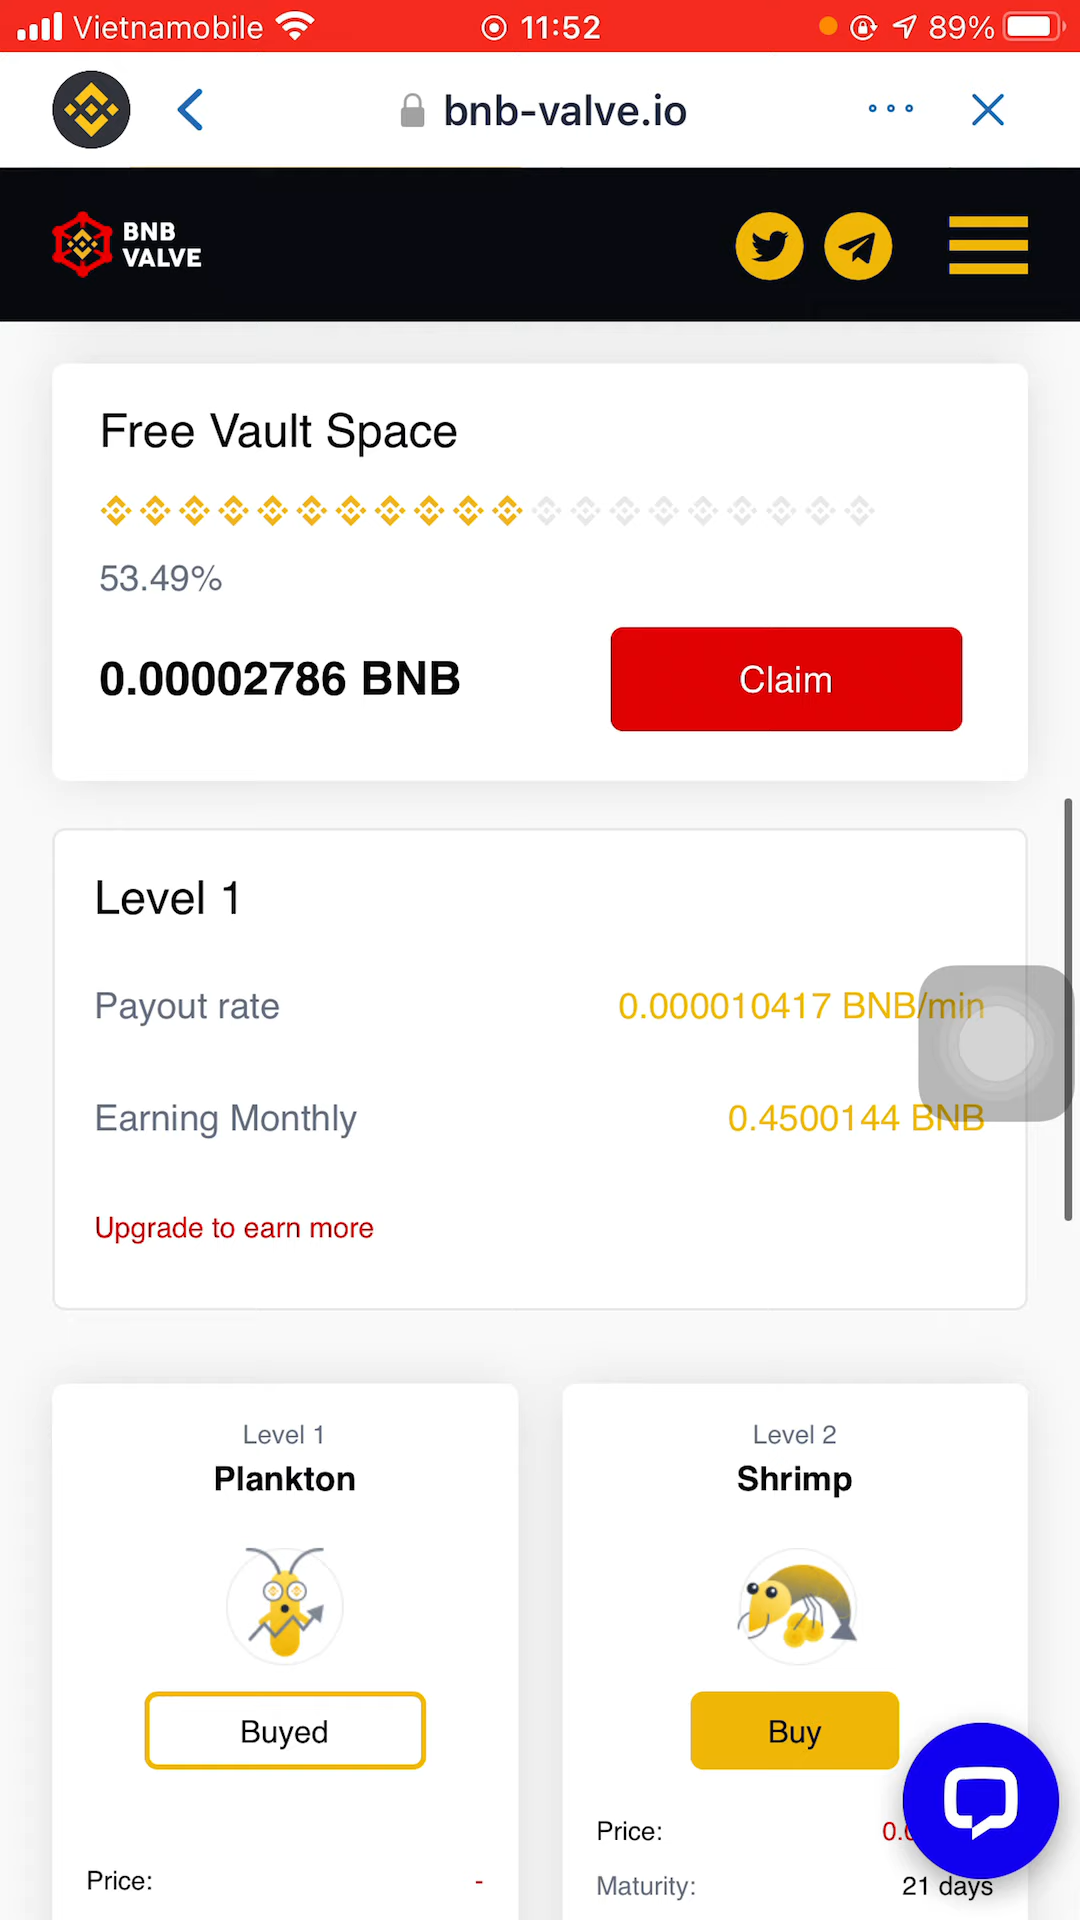 Vietnamobile 11:52 89%
bnb-valve.io
BNB
VALVE
Free Vault Space
53.49%
0.00002786 BNB Claim
Level 1
Payout rate 0.000010417 BNB/min
Earning Monthly 0.4500144 BNB
Upgrade to earn more
Level 1
Plankton
Buyed
Price: -
Level 2
Shrimp
Buy
Price:
Maturity: 21 days